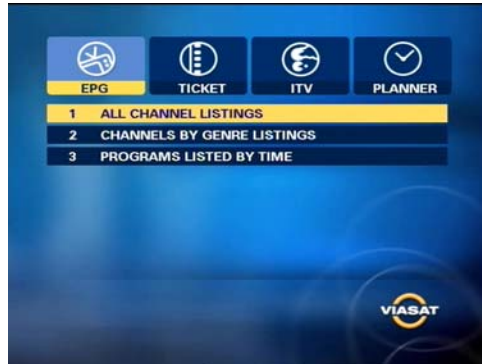 EPG TICKET ITV PLANNER
1 ALL CHANNEL LISTINGS
2 CHANNELS BY GENRE LISTINGS
3 PROGRAMS LISTED BY TIME
VIASAT